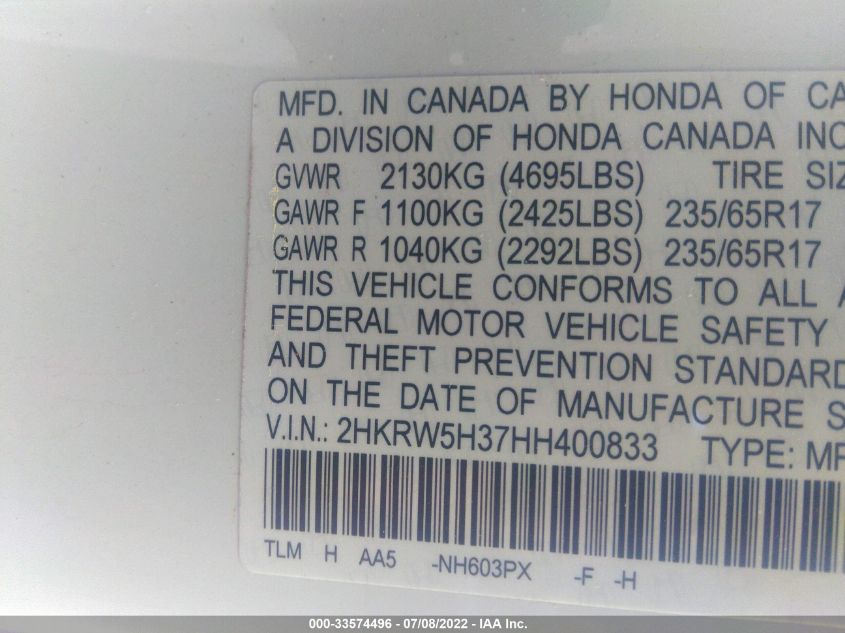 MFD. IN CANADA BY HONDA OF CA
A DIVISION OF HONDA CANADA INC
GVWR 2130KG (4695LBS) TIRE SIZ
GAWR F 1100KG (2425LBS) 235/65R17
GAWR R 1040KG (2292LBS) 235/65R17
THIS VEHICLE CONFORMS TO ALL A
FEDERAL MOTOR VEHICLE SAFETY
AND THEFT PREVENTION STANDARD
ON THE DATE OF MANUFACTURE S
V.I.N.: 2HKRW5H37HH400833 TYPE: MP
TLM H AA5 -NH603PX -F -H
000-33574496 - 07/08/2022 - IAA Inc.